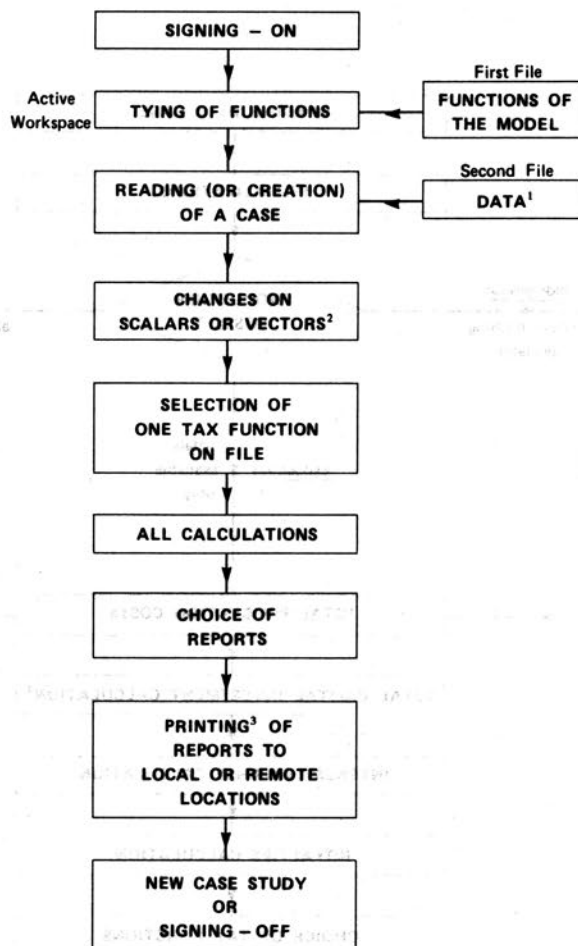 SIGNING – ON
First File
Active
Workspace
TYING OF FUNCTIONS
FUNCTIONS OF
THE MODEL
Second File
READING (OR CREATION)
OF A CASE
DATA¹
CHANGES ON
SCALARS OR VECTORS²
SELECTION OF
ONE TAX FUNCTION
ON FILE
ALL CALCULATIONS
CHOICE OF
REPORTS
PRINTING³ OF
REPORTS TO
LOCAL OR REMOTE
LOCATIONS
NEW CASE STUDY
OR
SIGNING – OFF